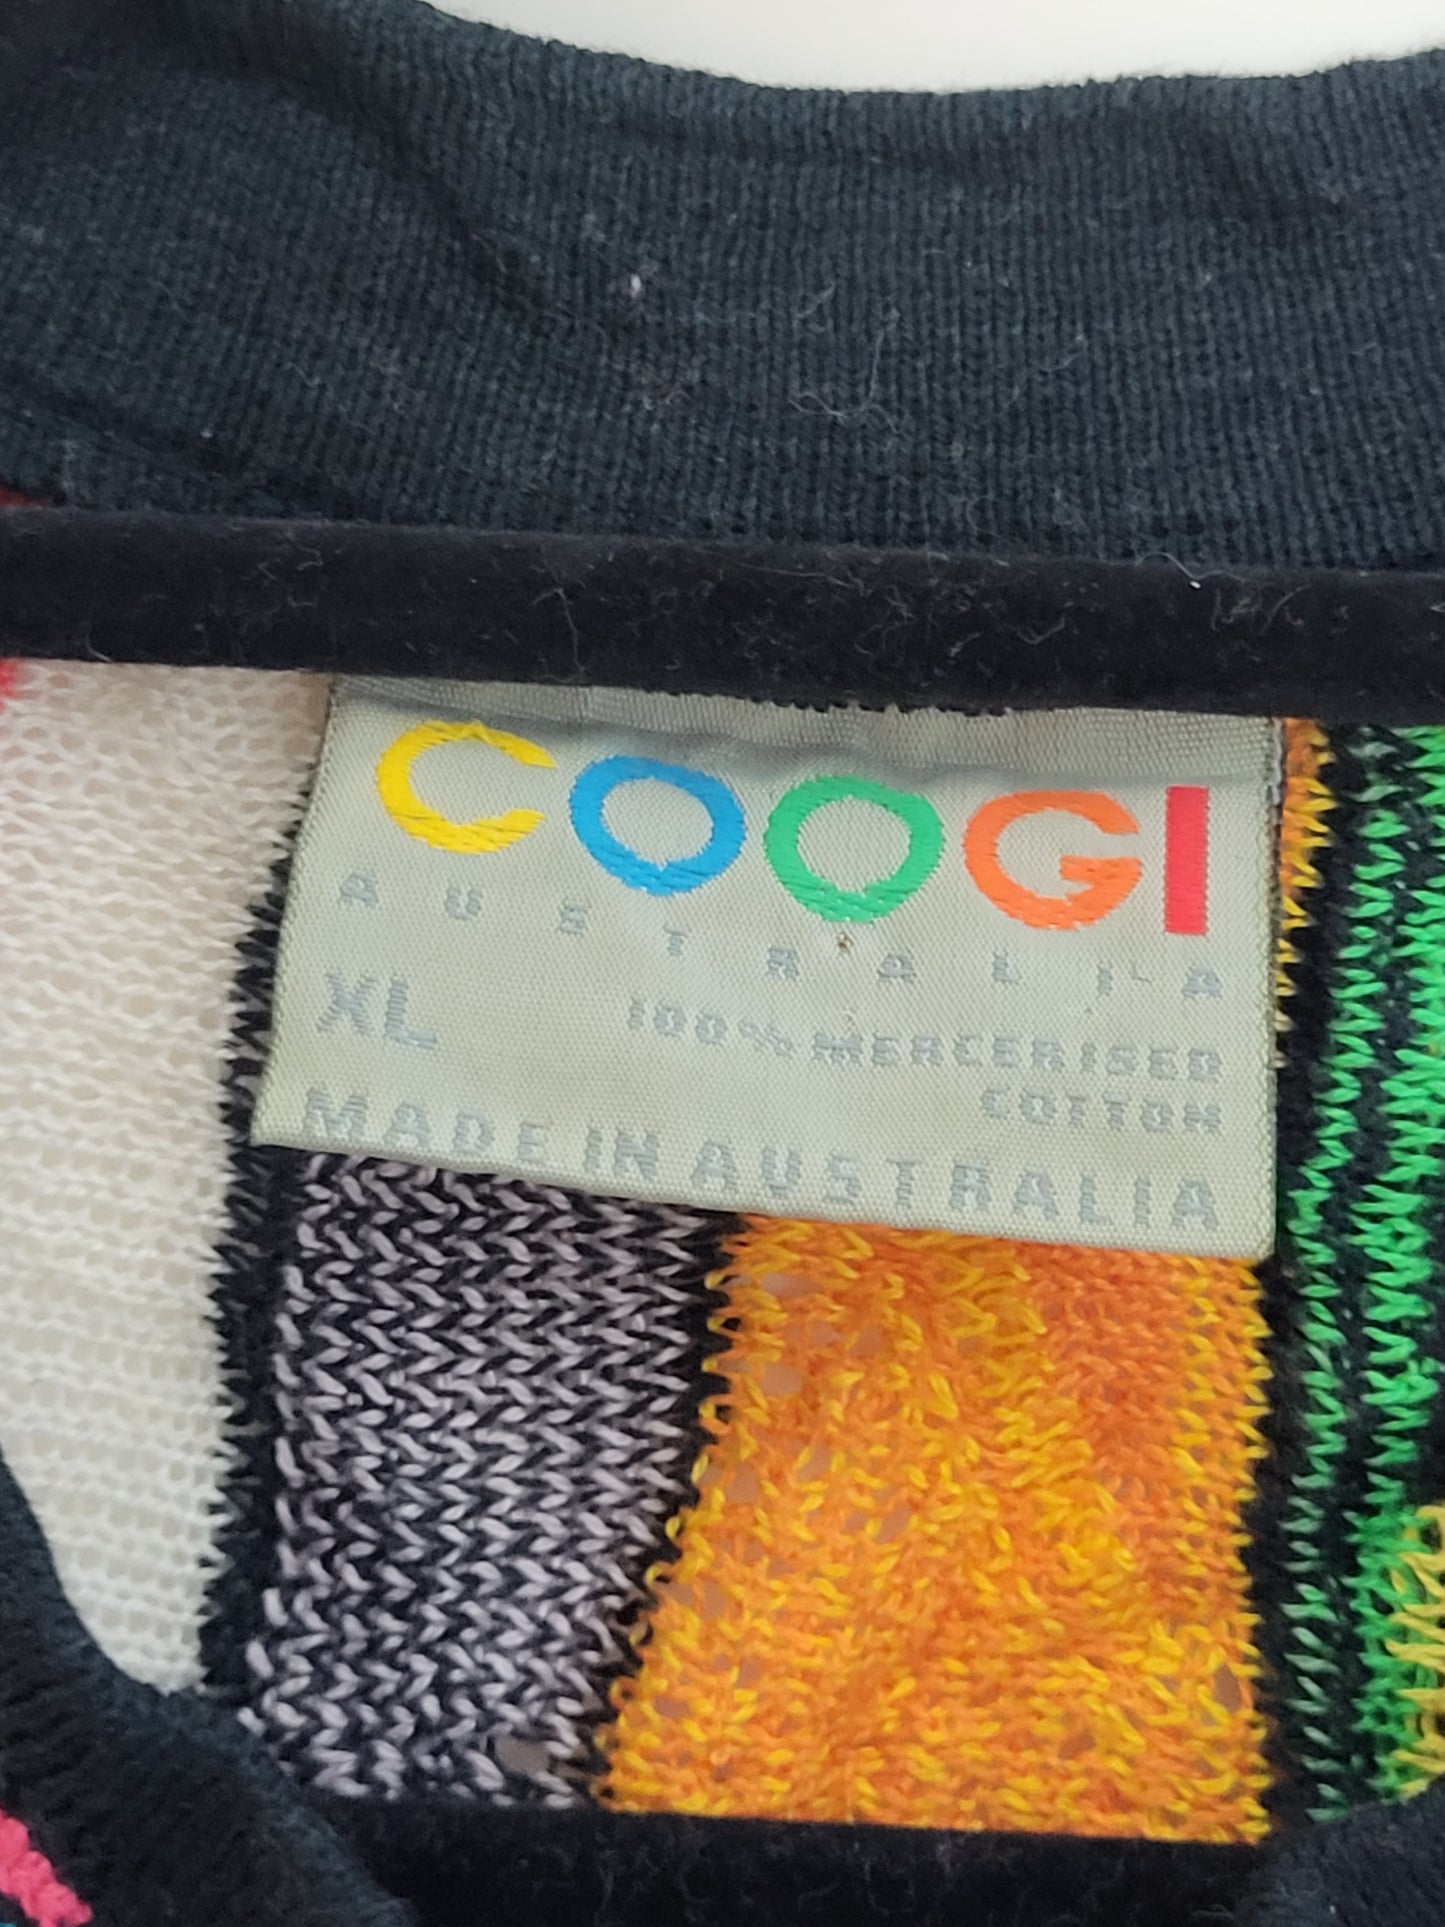 COOGI
AUSTRALIA
XL 100% MERCERISED
COTTON
MADE IN AUSTRALIA